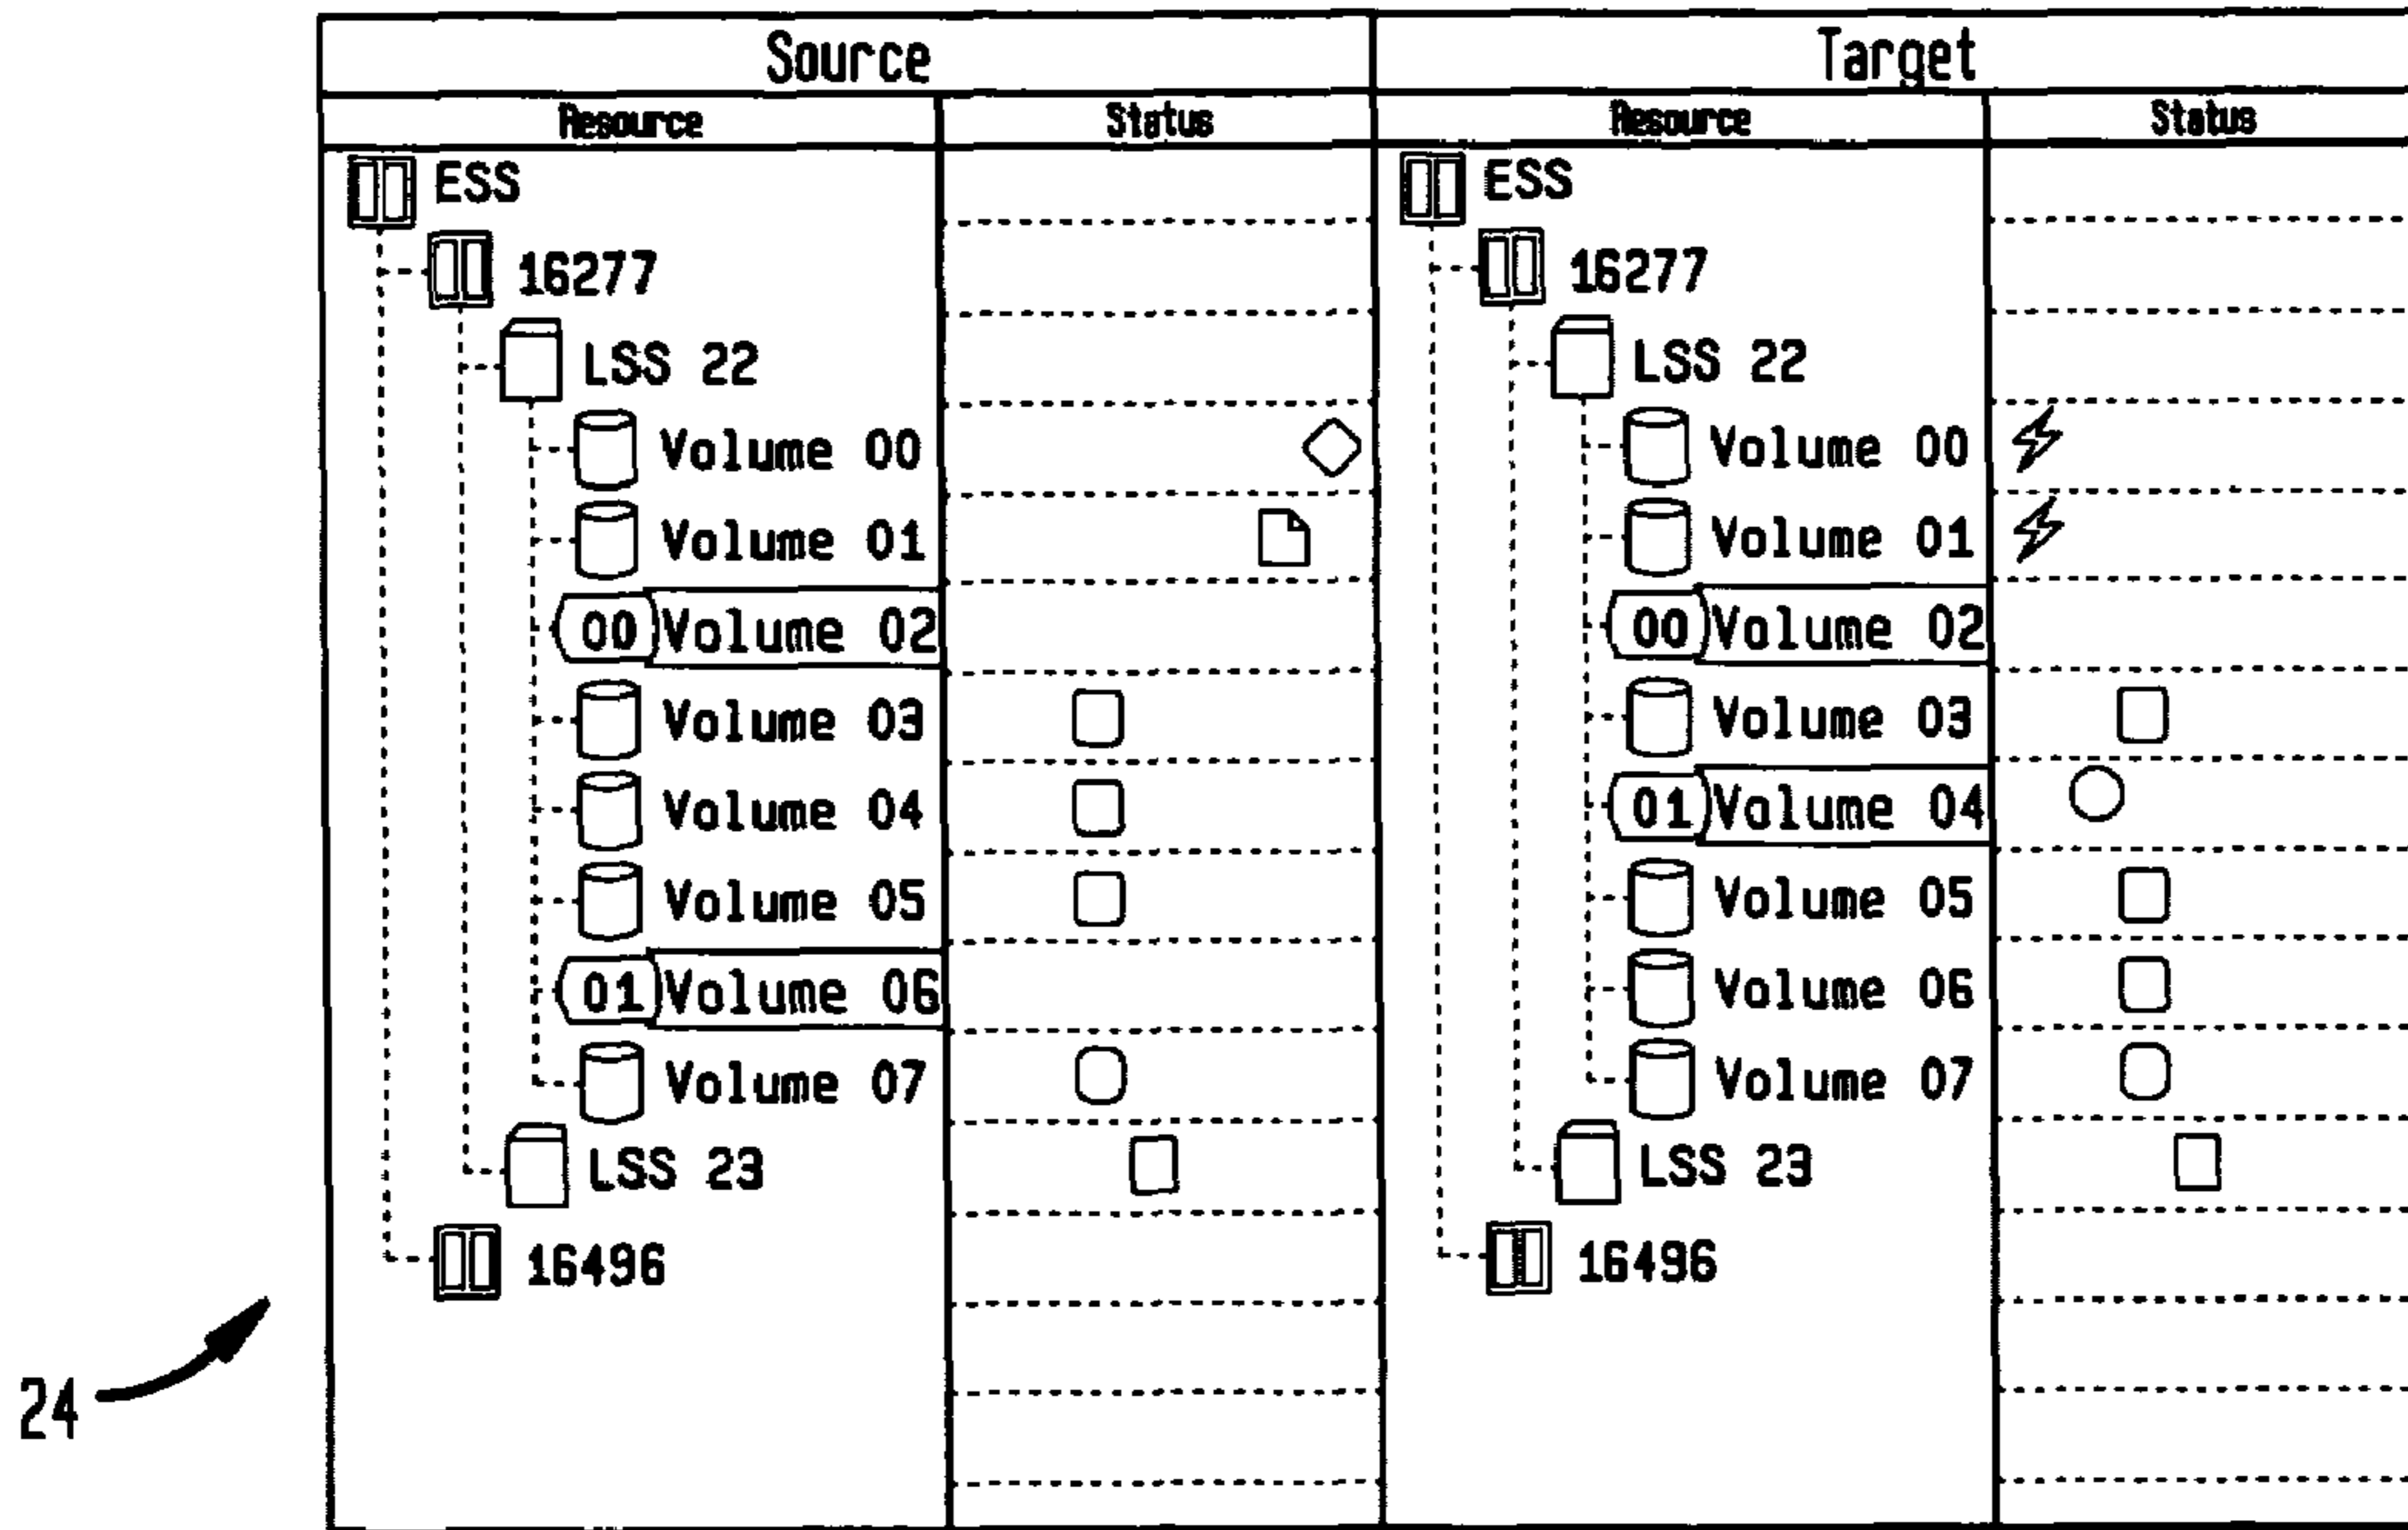 Source Target
Resource Status Resource Status
ESS ESS
16277 16277
LSS 22 LSS 22
Volume 00 Volume 00
Volume 01 Volume 01
00 Volume 02 00 Volume 02
Volume 03 Volume 03
Volume 04 01 Volume 04
Volume 05 Volume 05
01 Volume 06 Volume 06
Volume 07 Volume 07
LSS 23 LSS 23
16496 16496
24